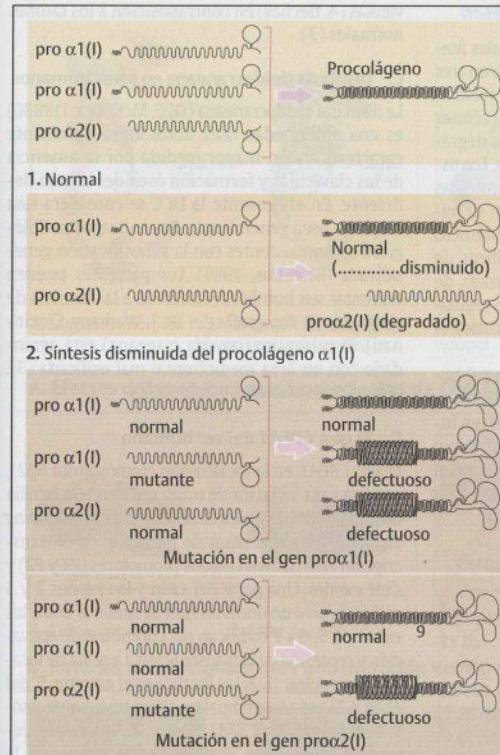 pro α1(I)
pro α1(I)
pro α2(I)
Procolágeno
1. Normal
pro α1(I)
pro α2(I)
Normal
(..............disminuido)
proα2(I) (degradado)
2. Síntesis disminuida del procolágeno α1(I)
pro α1(I)
normal
normal
pro α1(I)
mutante
defectuoso
pro α2(I)
normal
defectuoso
Mutación en el gen proα1(I)
pro α1(I)
normal
normal 9
pro α1(I)
normal
pro α2(I)
mutante
defectuoso
Mutación en el gen proα2(I)